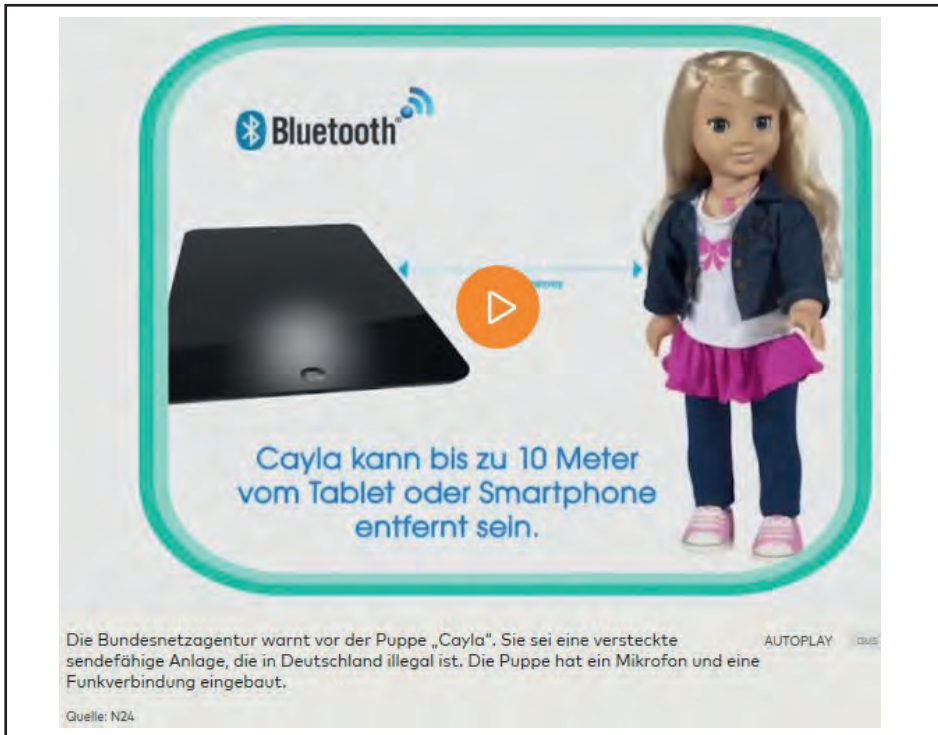 Bluetooth®
Cayla kann bis zu 10 Meter
vom Tablet oder Smartphone
entfernt sein.
Die Bundesnetzagentur warnt vor der Puppe „Cayla“. Sie sei eine versteckte
AUTOPLAY
sendefähige Anlage, die in Deutschland illegal ist. Die Puppe hat ein Mikrofon und eine
Funkverbindung eingebaut.
Quelle: N24